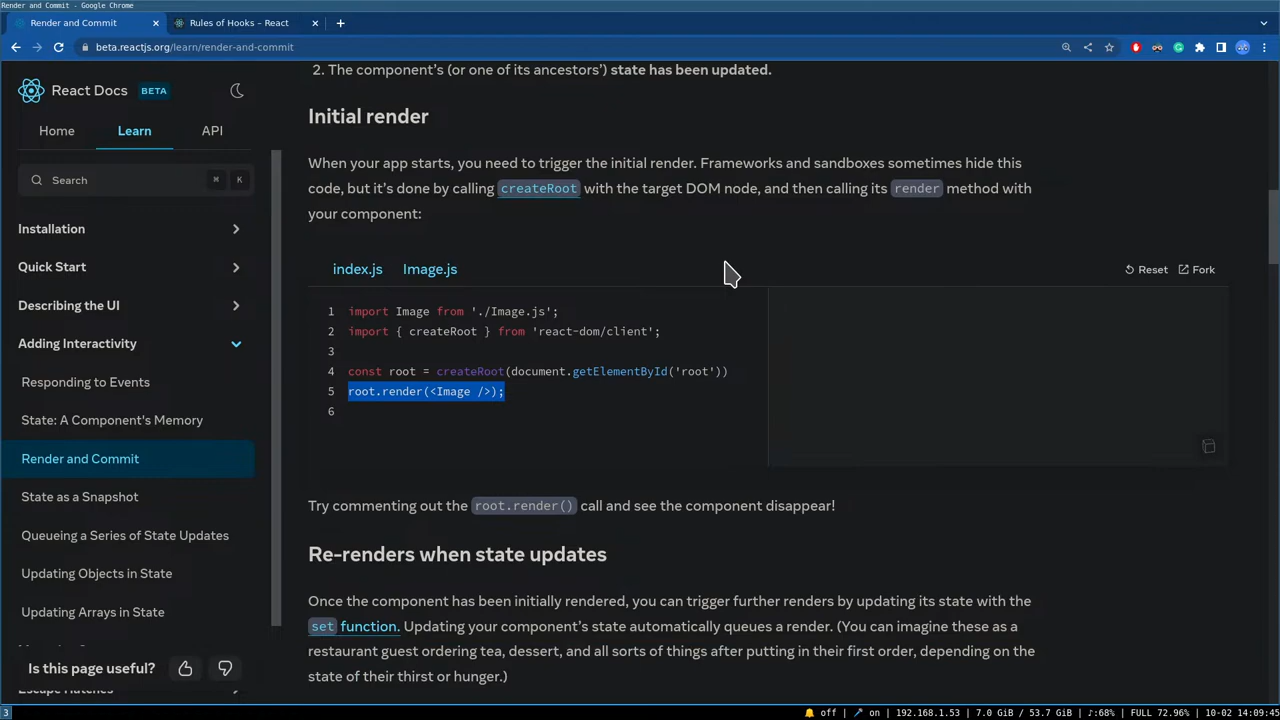 Render and Commit - Google Chrome
Render and Commit
Rules of Hooks – React
beta.reactjs.org/learn/render-and-commit
React Docs BETA
Home Learn API
Search ⌘ K
Installation
Quick Start
Describing the UI
Adding Interactivity
Responding to Events
State: A Component's Memory
Render and Commit
State as a Snapshot
Queueing a Series of State Updates
Updating Objects in State
Updating Arrays in State
Is this page useful?
Escape Hatches
2. The component’s (or one of its ancestors’) state has been updated.
Initial render
When your app starts, you need to trigger the initial render. Frameworks and sandboxes sometimes hide this
code, but it’s done by calling createRoot with the target DOM node, and then calling its render method with
your component:
index.js Image.js
Reset Fork
1 import Image from './Image.js';
2 import { createRoot } from 'react-dom/client';
3
4 const root = createRoot(document.getElementById('root'))
5 root.render(<Image />);
6
Try commenting out the root.render() call and see the component disappear!
Re-renders when state updates
Once the component has been initially rendered, you can trigger further renders by updating its state with the
set function. Updating your component’s state automatically queues a render. (You can imagine these as a
restaurant guest ordering tea, dessert, and all sorts of things after putting in their first order, depending on the
state of their thirst or hunger.)
3
off | on | 192.168.1.53 | 7.0 GiB / 53.7 GiB | ♪:68% | FULL 72.96% | 10-02 14:09:45